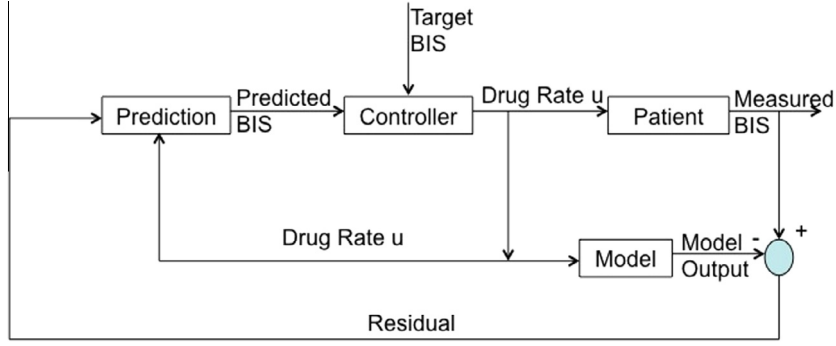 Target
BIS
Prediction
Predicted
BIS
Controller
Drug Rate u
Patient
Measured
BIS
Drug Rate u
Model
Model
Output
-
+
Residual